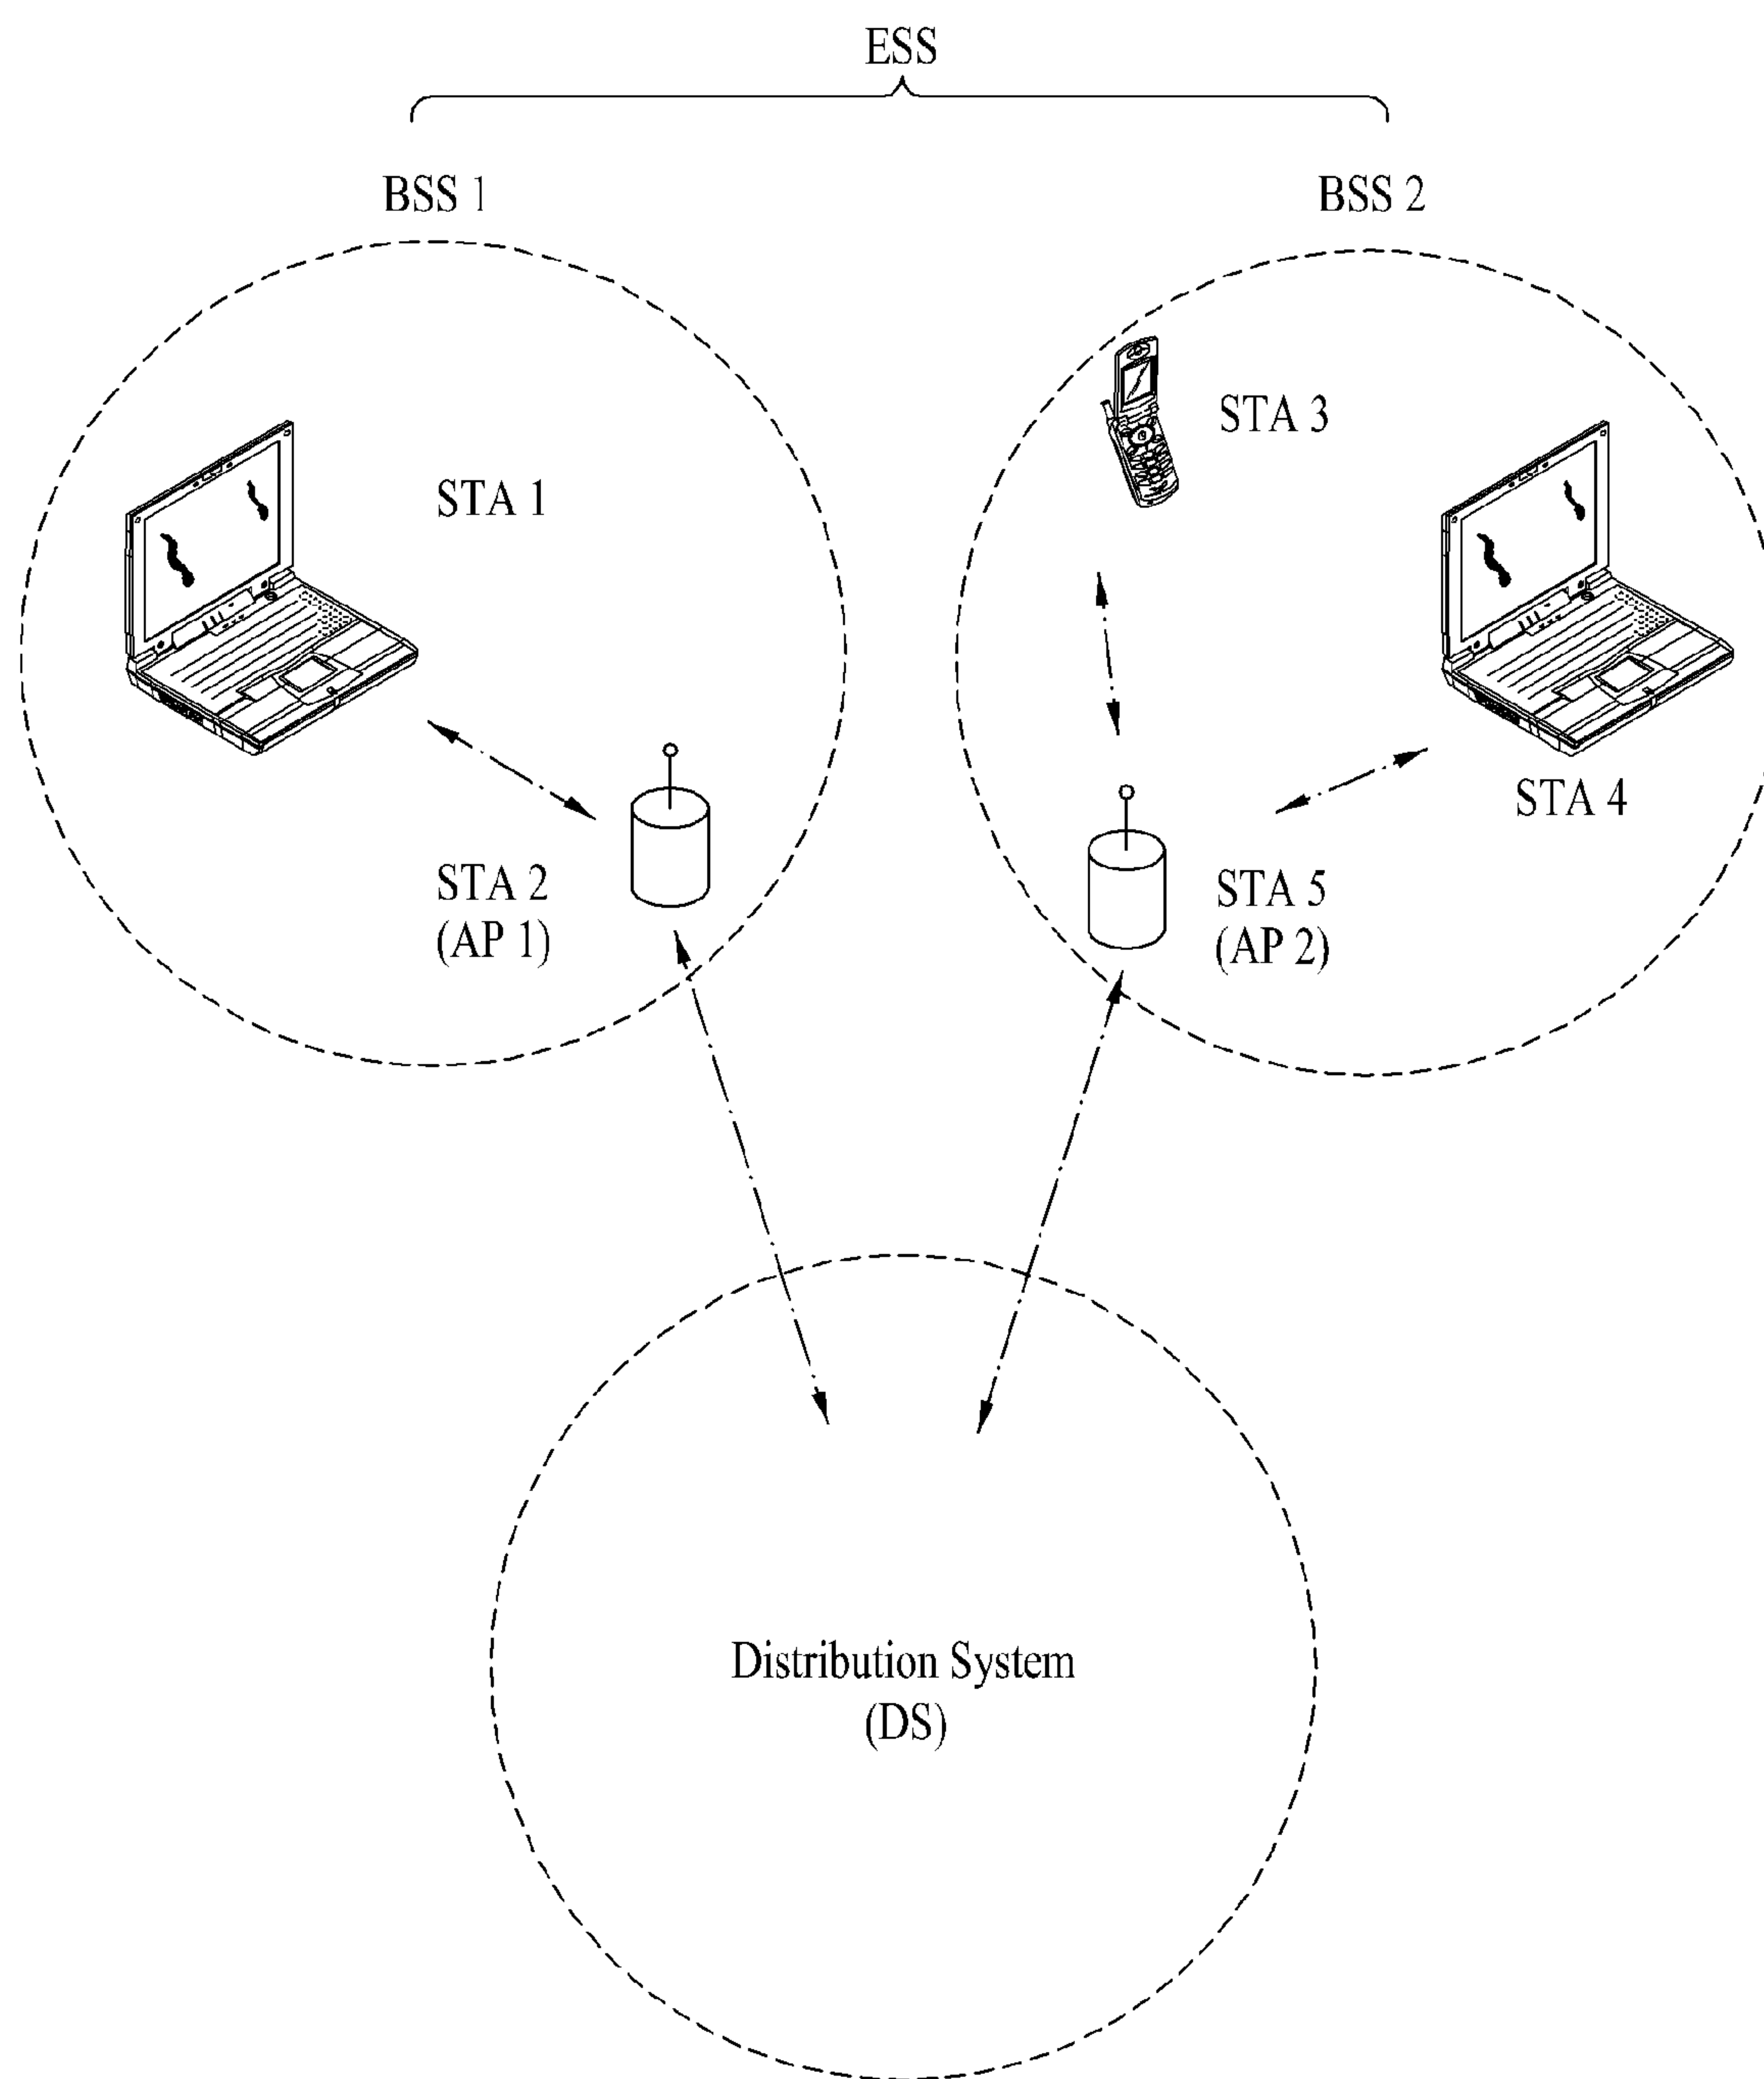 ESS
BSS 1
BSS 2
STA 3
STA 1
STA 4
STA 2
(AP 1)
STA 5
(AP 2)
Distribution System
(DS)